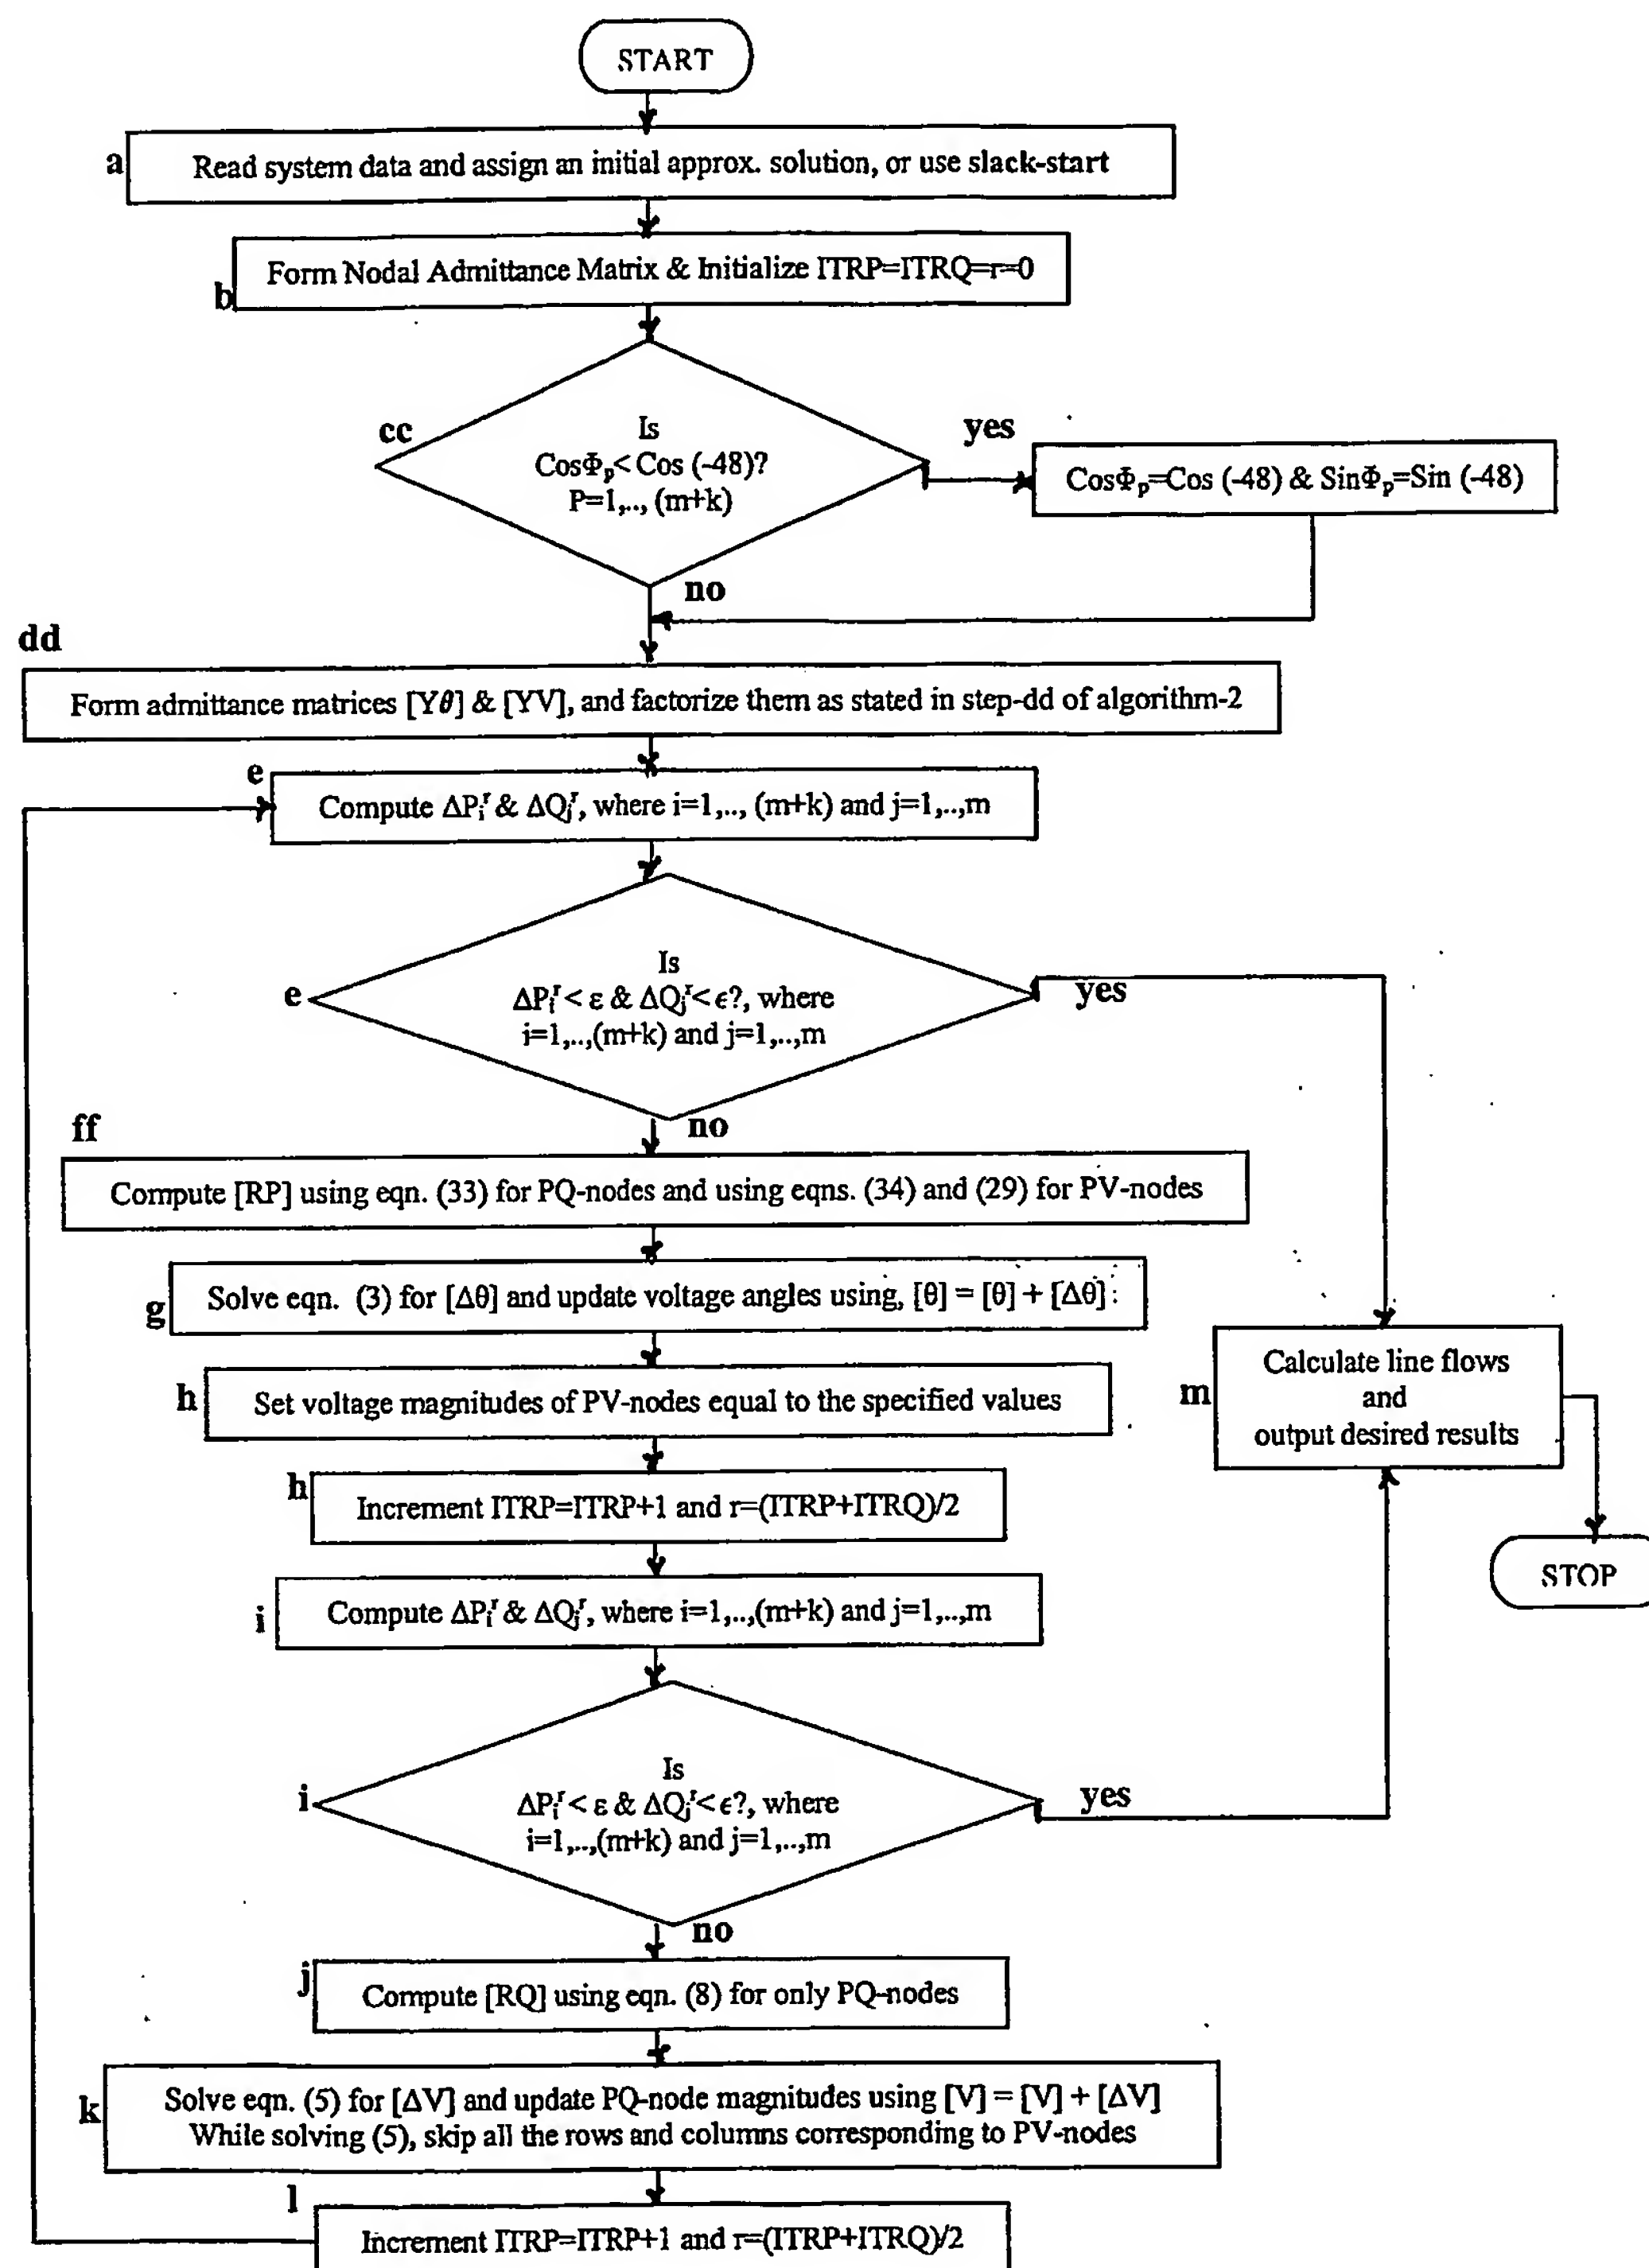 START
a
Read system data and assign an initial approx. solution, or use slack-start
b
Form Nodal Admittance Matrix & Initialize ITRP=ITRQ=r=0
cc
Is
CosΦp< Cos (-48)?
P=1,.., (m+k)
yes
CosΦp=Cos (-48) & SinΦp=Sin (-48)
no
dd
Form admittance matrices [Yθ] & [YV], and factorize them as stated in step-dd of algorithm-2
e
Compute ΔPiʳ & ΔQjʳ, where i=1,.., (m+k) and j=1,..,m
e
Is
ΔPiʳ < ε & ΔQjʳ< ϵ?, where
i=1,..,(m+k) and j=1,..,m
yes
no
ff
Compute [RP] using eqn. (33) for PQ-nodes and using eqns. (34) and (29) for PV-nodes
g
Solve eqn. (3) for [Δθ] and update voltage angles using, [θ] = [θ] + [Δθ]
h
Set voltage magnitudes of PV-nodes equal to the specified values
m
Calculate line flows
and
output desired results
h
Increment ITRP=ITRP+1 and r=(ITRP+ITRQ)/2
STOP
i
Compute ΔPiʳ & ΔQjʳ, where i=1,..,(m+k) and j=1,..,m
i
Is
ΔPiʳ < ε & ΔQjʳ< ϵ?, where
i=1,..,(m+k) and j=1,..,m
yes
no
j
Compute [RQ] using eqn. (8) for only PQ-nodes
k
Solve eqn. (5) for [ΔV] and update PQ-node magnitudes using [V] = [V] + [ΔV]
While solving (5), skip all the rows and columns corresponding to PV-nodes
l
Increment ITRP=ITRP+1 and r=(ITRP+ITRQ)/2